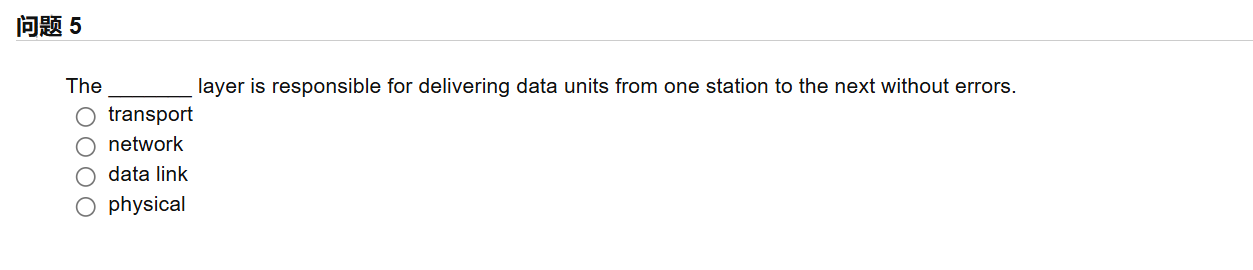 问题 5
The _______ layer is responsible for delivering data units from one station to the next without errors.
transport
network
data link
physical